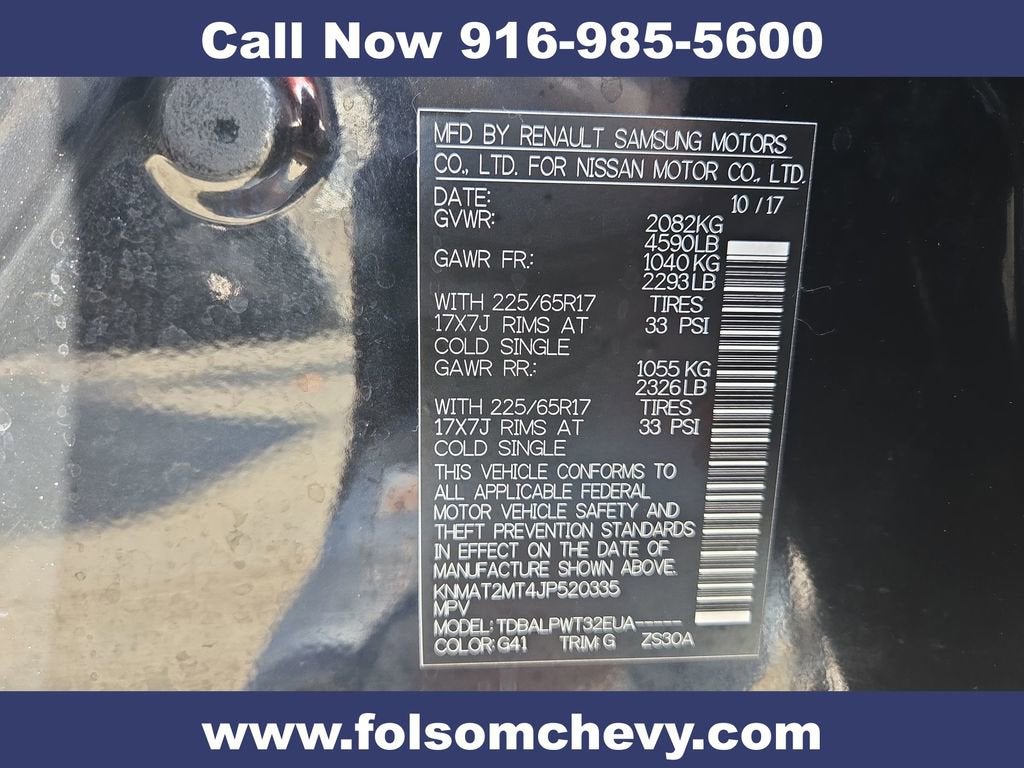 Call Now 916-985-5600
MFD BY RENAULT SAMSUNG MOTORS
CO., LTD. FOR NISSAN MOTOR CO., LTD.
DATE: 10/17
GVWR: 2082KG
4590LB
GAWR FR.: 1040KG
2293LB
WITH 225/65R17 TIRES
17X7J RIMS AT 33 PSI
COLD SINGLE
GAWR RR.: 1055KG
2326LB
WITH 225/65R17 TIRES
17X7J RIMS AT 33 PSI
COLD SINGLE
THIS VEHICLE CONFORMS TO
ALL APPLICABLE FEDERAL
MOTOR VEHICLE SAFETY AND
THEFT PREVENTION STANDARDS
IN EFFECT ON THE DATE OF
MANUFACTURE SHOWN ABOVE.
KNMAT2MT4JP520335
MPV
MODEL: TDBALPWT32EUA-----
COLOR: G41 TRIM: G ZS30A
www.folsomchevy.com